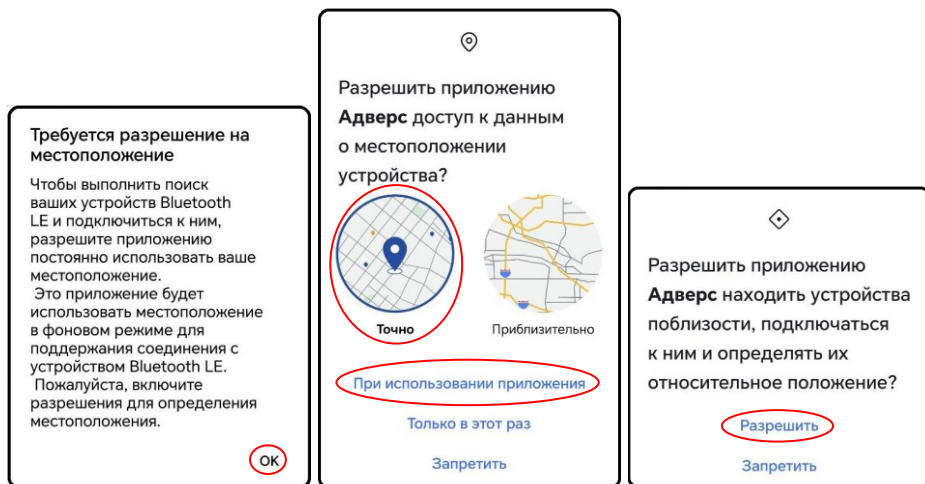 Требуется разрешение на
местоположение
Чтобы выполнить поиск
ваших устройств Bluetooth
LE и подключиться к ним,
разрешите приложению
постоянно использовать ваше
местоположение.
Это приложение будет
использовать местоположение
в фоновом режиме для
поддержания соединения с
устройством Bluetooth LE.
Пожалуйста, включите
разрешения для определения
местоположения.
ОК
Разрешить приложению
Адверс доступ к данным
о местоположении
устройства?
Точно
Приблизительно
При использовании приложения
Только в этот раз
Запретить
Разрешить приложению
Адверс находить устройства
поблизости, подключаться
к ним и определять их
относительное положение?
Разрешить
Запретить